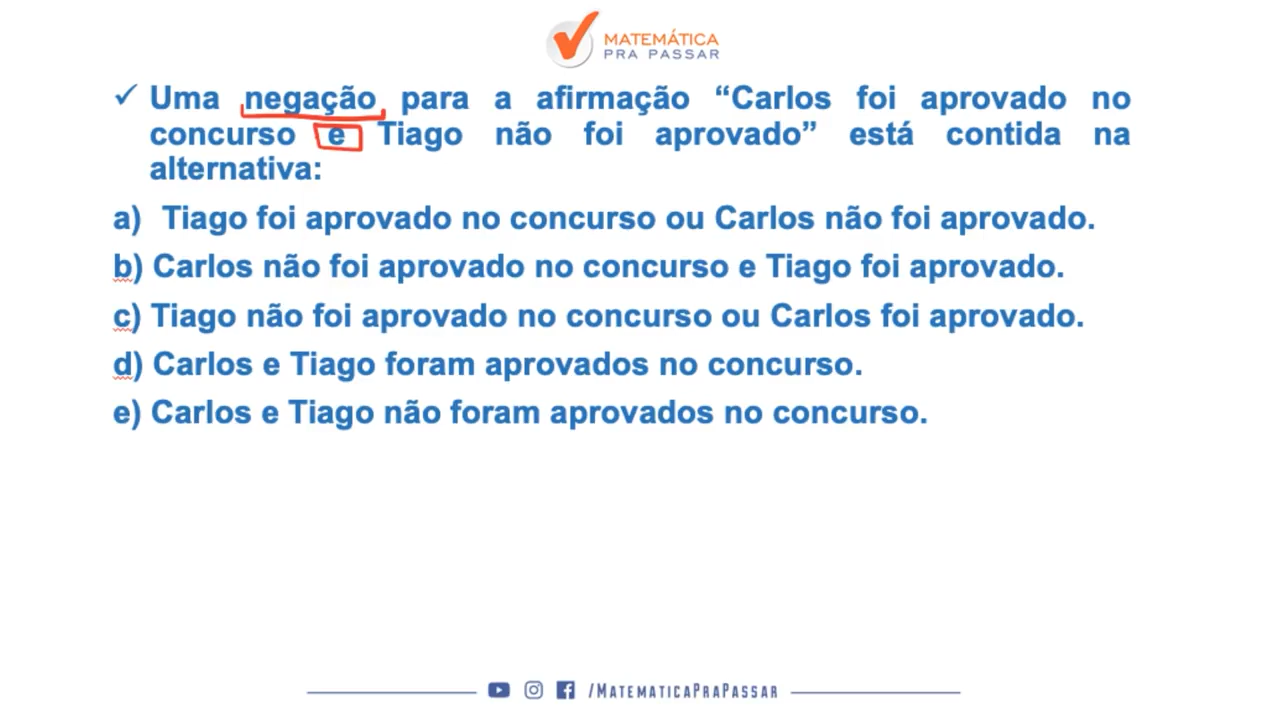 MATEMÁTICA
PRA PASSAR
✓ Uma negação para a afirmação “Carlos foi aprovado no
concurso e Tiago não foi aprovado” está contida na
alternativa:
a) Tiago foi aprovado no concurso ou Carlos não foi aprovado.
b) Carlos não foi aprovado no concurso e Tiago foi aprovado.
c) Tiago não foi aprovado no concurso ou Carlos foi aprovado.
d) Carlos e Tiago foram aprovados no concurso.
e) Carlos e Tiago não foram aprovados no concurso.
/MATEMATICAPRAPASSAR